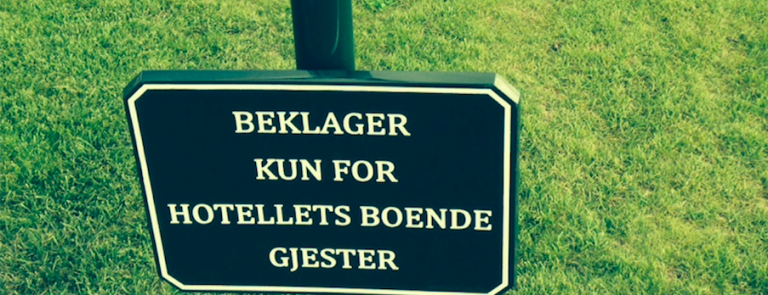 BEKLAGER
KUN FOR
HOTELLETS BOENDE
GJESTER